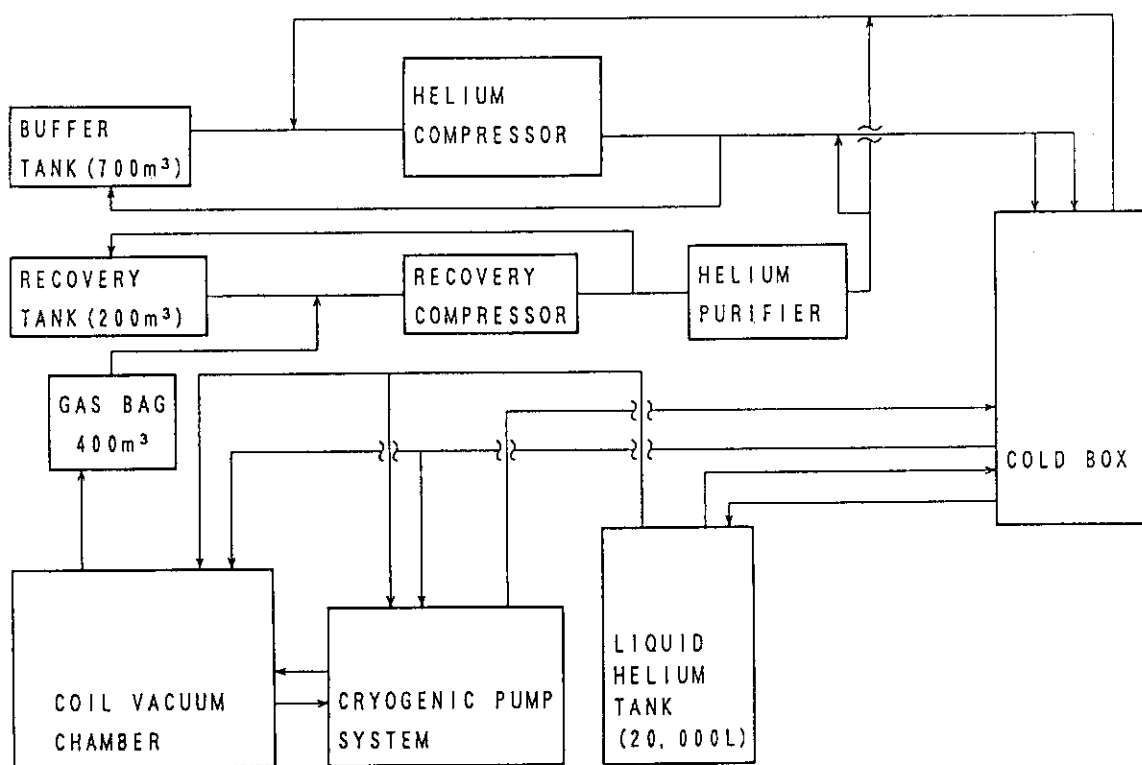 HELIUM
COMPRESSOR
BUFFER
TANK(700m³)
RECOVERY
TANK(200m³)
RECOVERY
COMPRESSOR
HELIUM
PURIFIER
GAS BAG
400m³
COLD BOX
COIL VACUUM
CHAMBER
CRYOGENIC PUMP
SYSTEM
LIQUID
HELIUM
TANK
(20,000L)